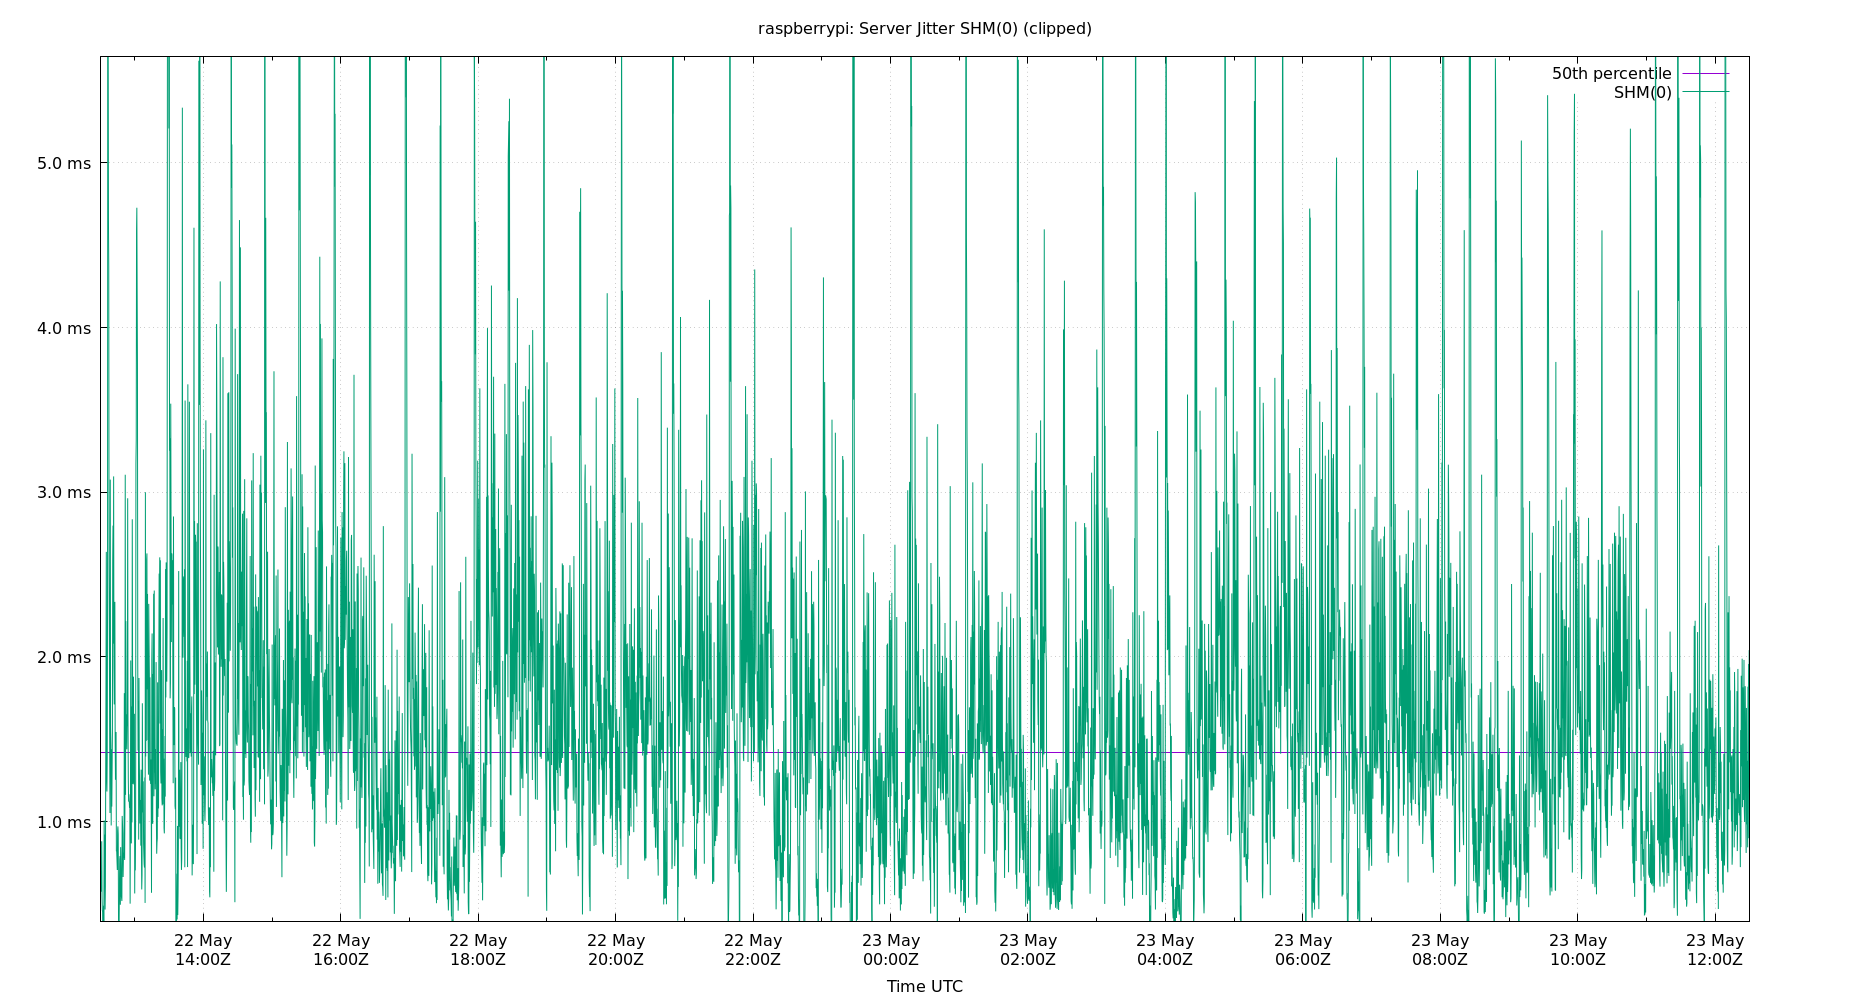 raspberrypi: Server Jitter SHM(0) (clipped)
50th percentile
SHM(0)
5.0 ms
4.0 ms
3.0 ms
2.0 ms
1.0 ms
22 May 22 May 22 May 22 May 22 May 23 May 23 May 23 May 23 May 23 May 23 May 23 May
14:00Z 16:00Z 18:00Z 20:00Z 22:00Z 00:00Z 02:00Z 04:00Z 06:00Z 08:00Z 10:00Z 12:00Z
Time UTC